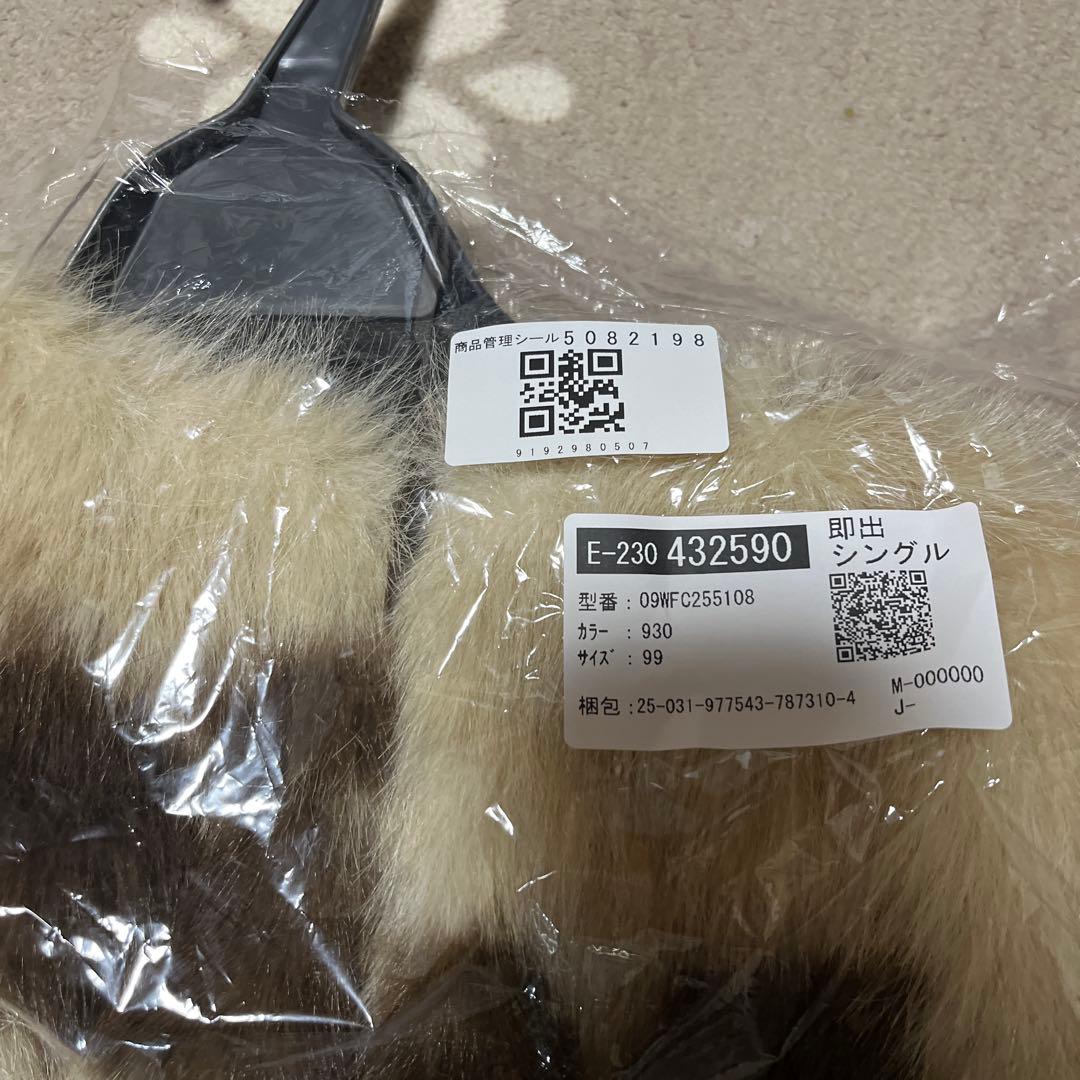 商品管理シール5082198
9192980507
E-230 432590
即出
シングル
型番 : 09WFC255108
ｶﾗｰ : 930
ｻｲｽﾞ : 99
梱包 : 25-031-977543-787310-4
M-000000
J-